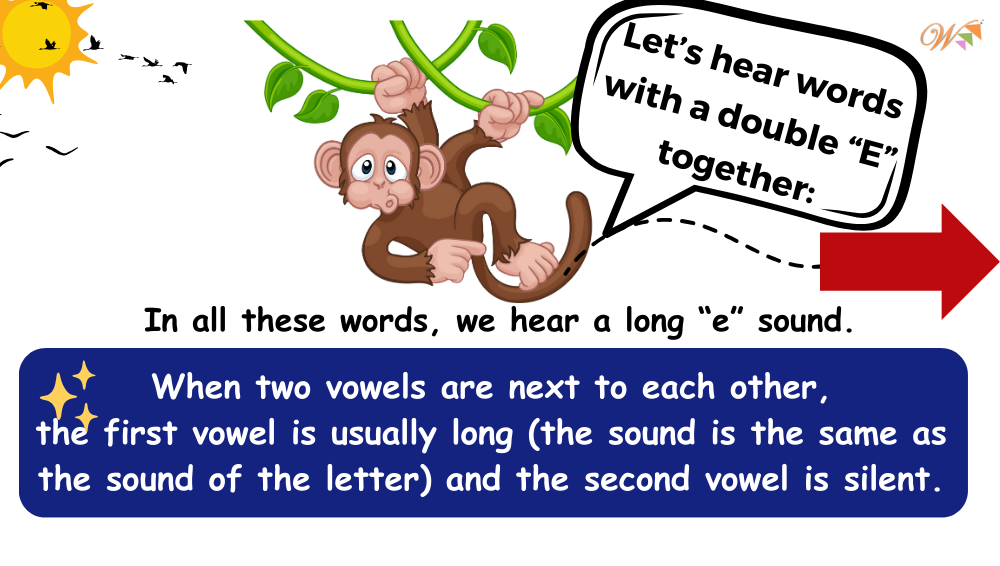 Let's hear words
with a double “E”
together:
In all these words, we hear a long “e” sound.
When two vowels are next to each other,
the first vowel is usually long (the sound is the same as
the sound of the letter) and the second vowel is silent.